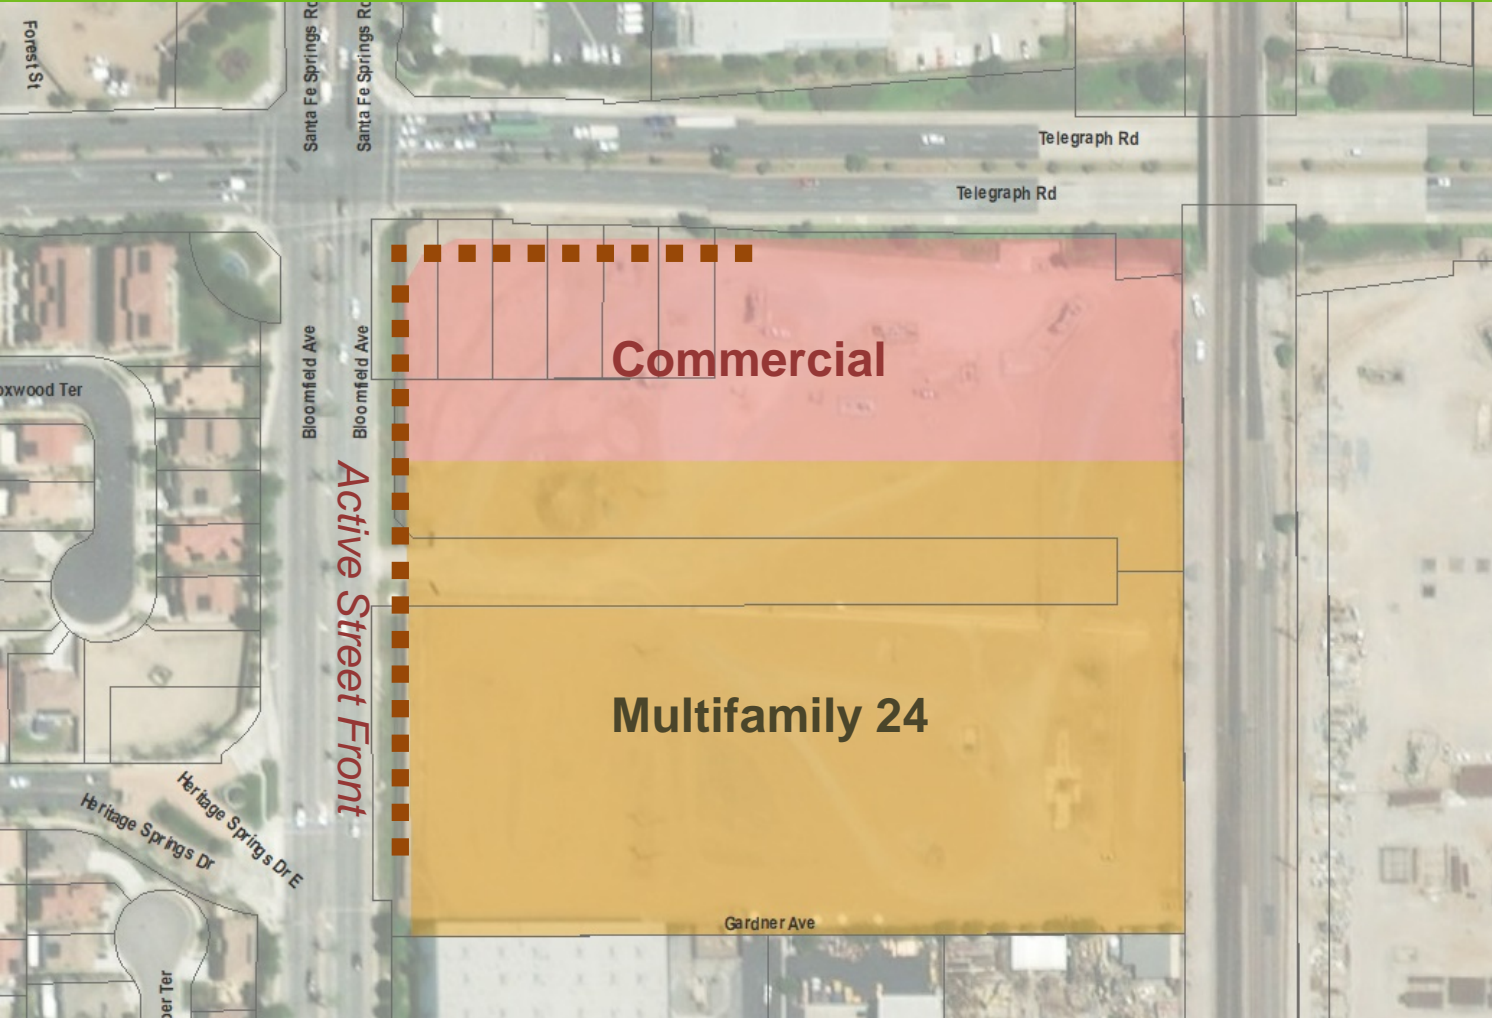 Forest St
Santa Fe Springs Rd
Santa Fe Springs Rd
Telegraph Rd
Telegraph Rd
Bloomfield Ave
Bloomfield Ave
Commercial
oxwood Ter
Active Street Front
Multifamily 24
Heritage Springs Dr
Heritage Springs Dr E
Gardner Ave
per Ter